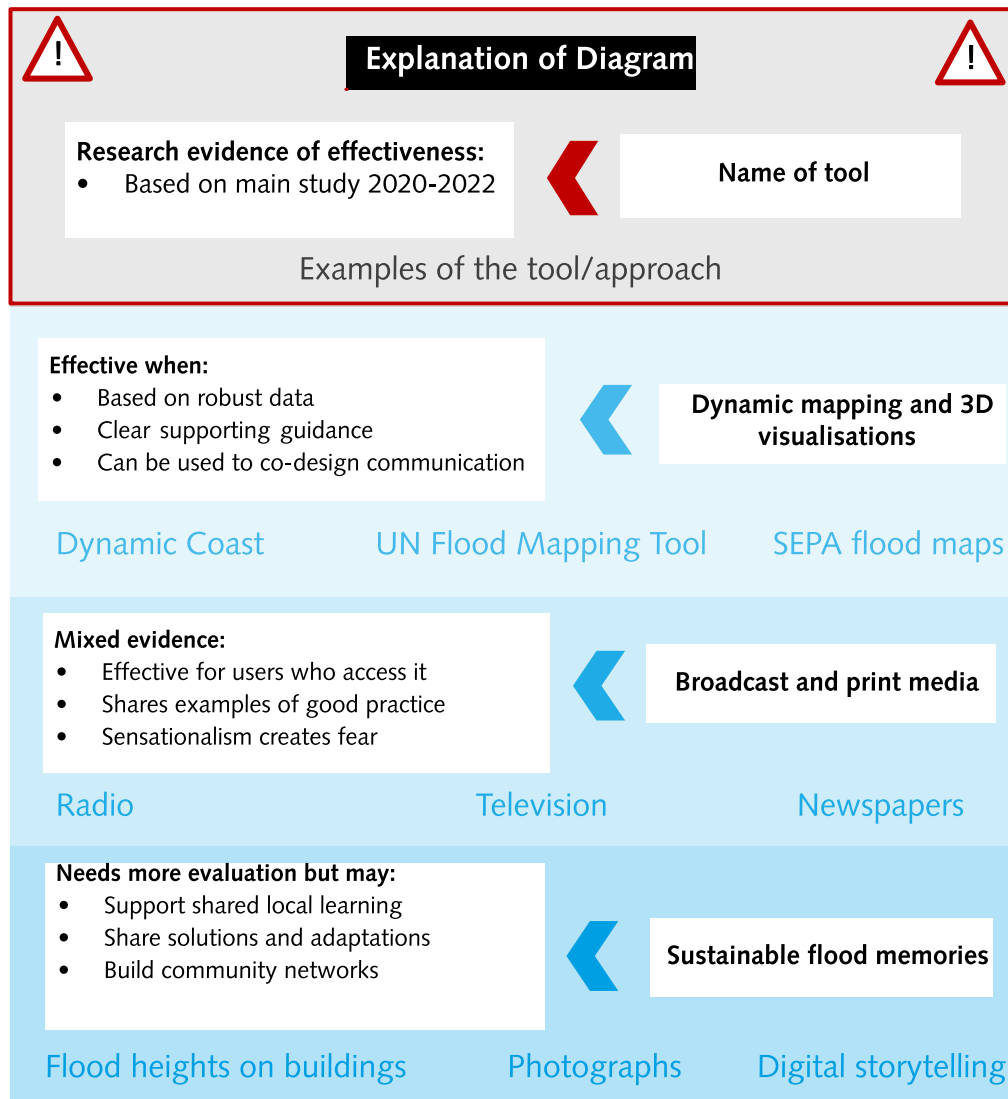 ! !
Explanation of Diagram
Research evidence of effectiveness:
• Based on main study 2020-2022
Name of tool
Examples of the tool/approach
Effective when:
• Based on robust data
• Clear supporting guidance
• Can be used to co-design communication
Dynamic mapping and 3D
visualisations
Dynamic Coast UN Flood Mapping Tool SEPA flood maps
Mixed evidence:
• Effective for users who access it
• Shares examples of good practice
• Sensationalism creates fear
Broadcast and print media
Radio Television Newspapers
Needs more evaluation but may:
• Support shared local learning
• Share solutions and adaptations
• Build community networks
Sustainable flood memories
Flood heights on buildings Photographs Digital storytelling